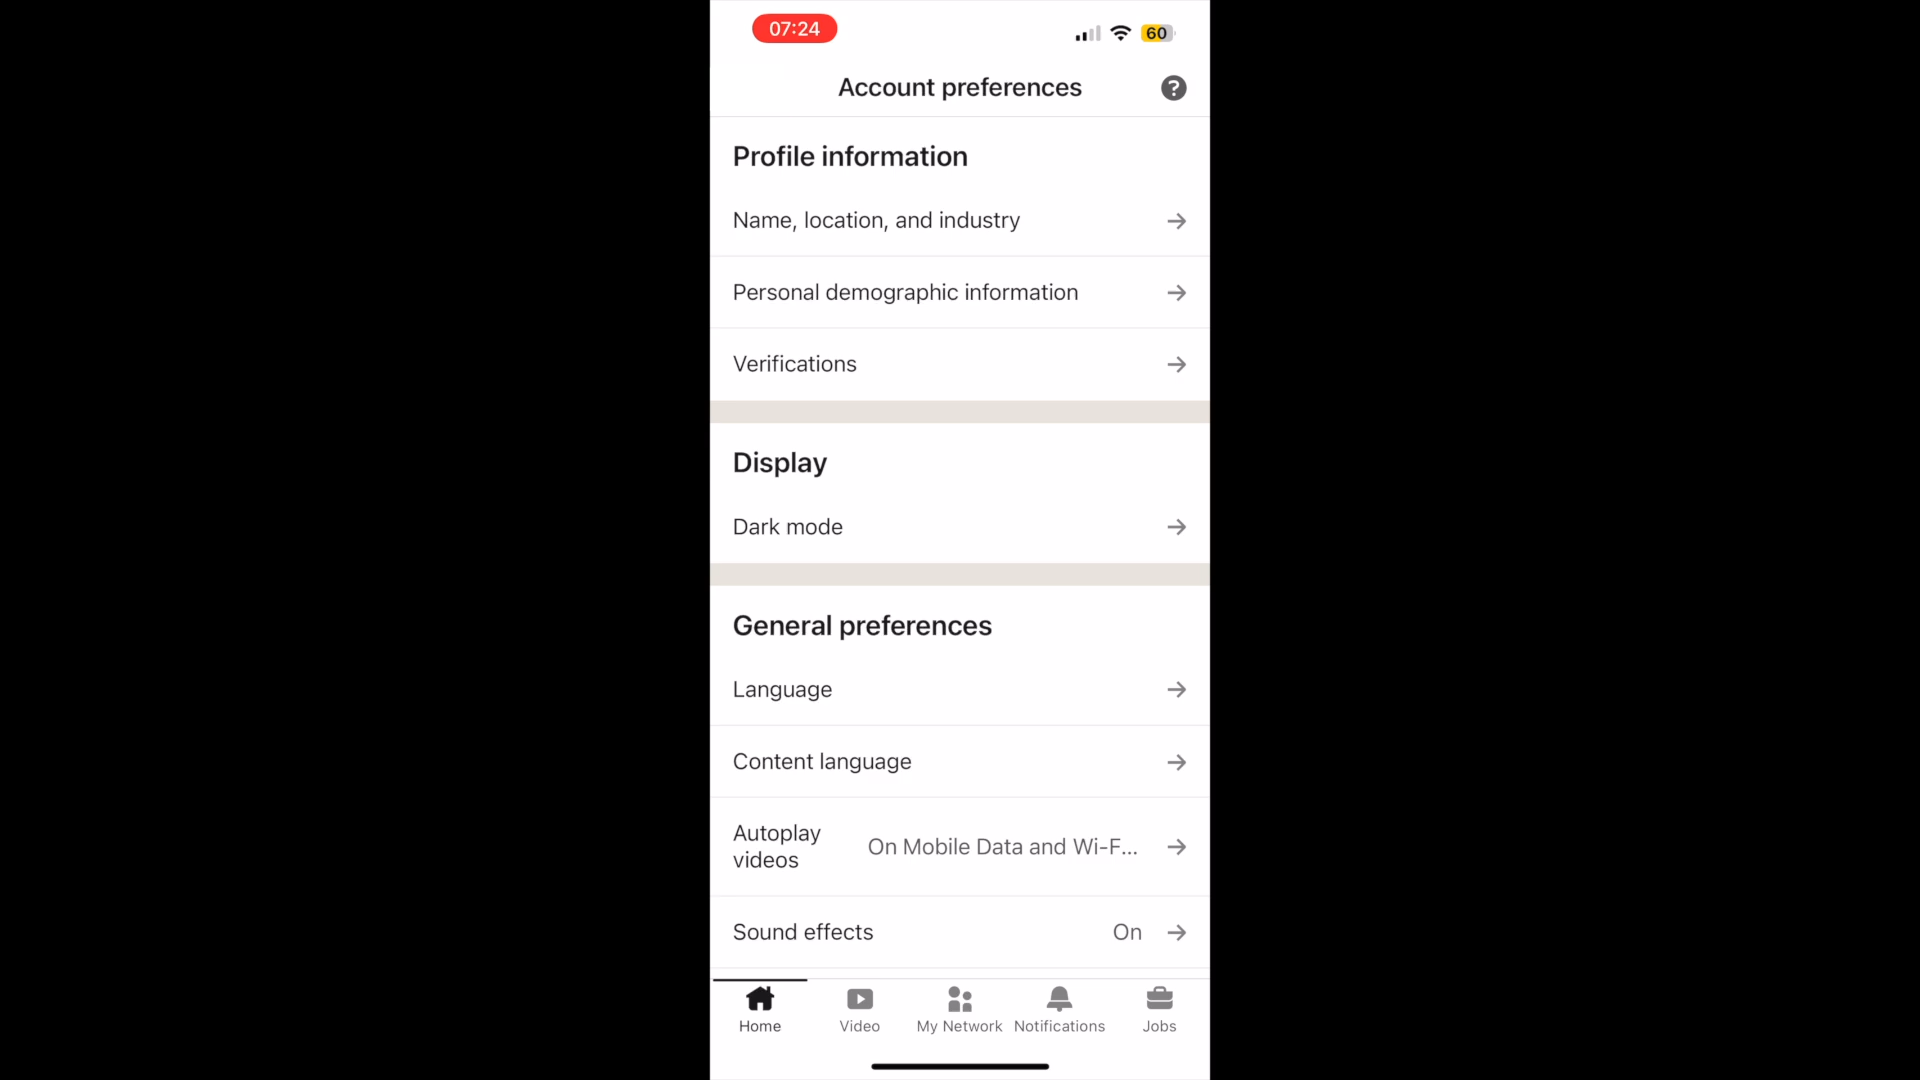 07:24
60
Account preferences
?
Profile information
Name, location, and industry
Personal demographic information
Verifications
Display
Dark mode
General preferences
Language
Content language
Autoplay
videos
On Mobile Data and Wi-F...
Sound effects
On
Home
Video
My Network
Notifications
Jobs